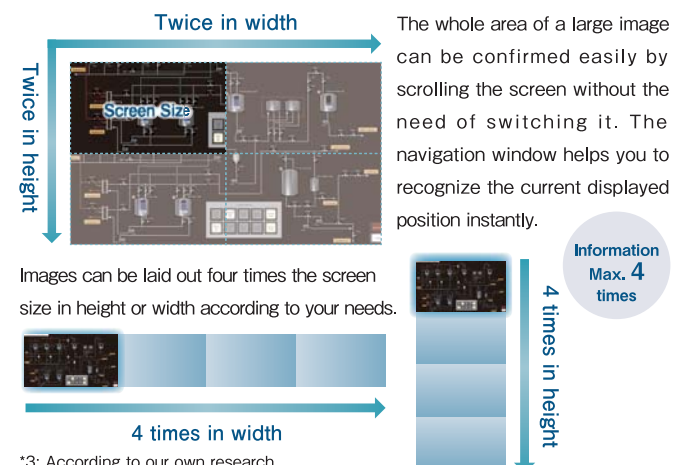 Twice in width
Twice in height
Screen Size
The whole area of a large image
can be confirmed easily by
scrolling the screen without the
need of switching it. The
navigation window helps you to
recognize the current displayed
position instantly.
Information
Max. 4
times
Images can be laid out four times the screen
size in height or width according to your needs.
4 times in width
4 times in height
*3: According to our own research